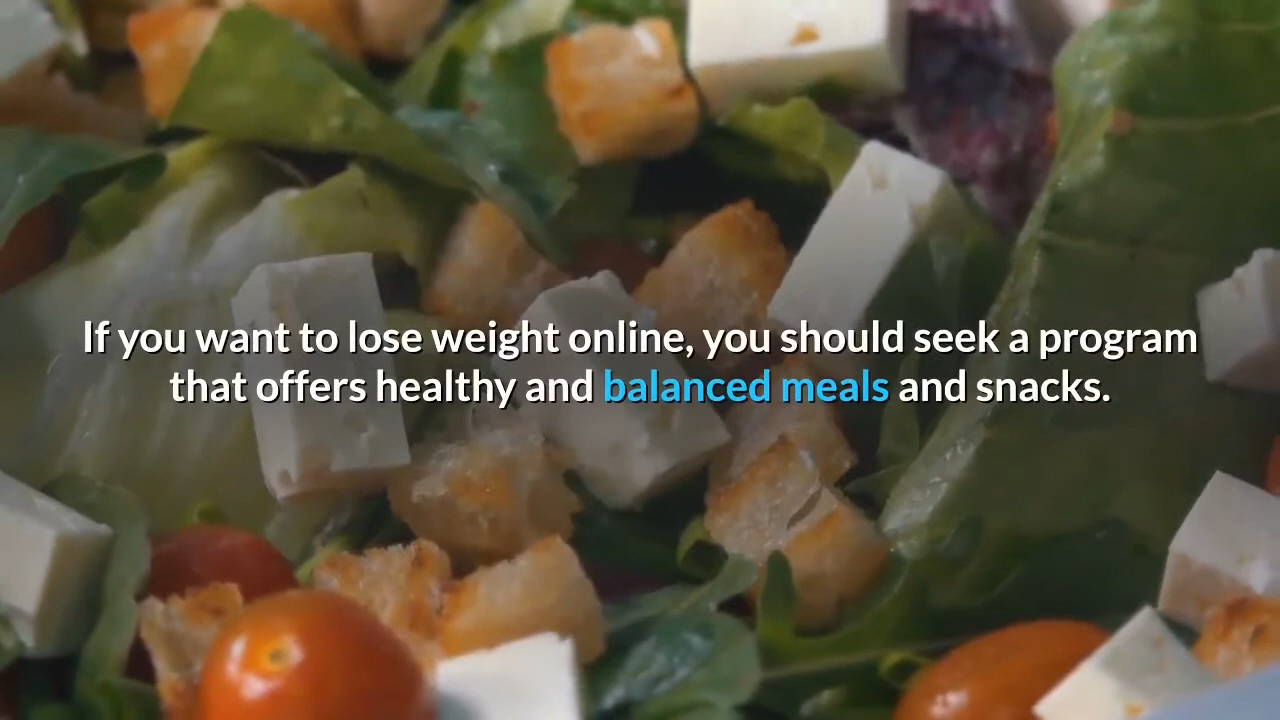 If you want to lose weight online, you should seek a program
that offers healthy and balanced meals and snacks.